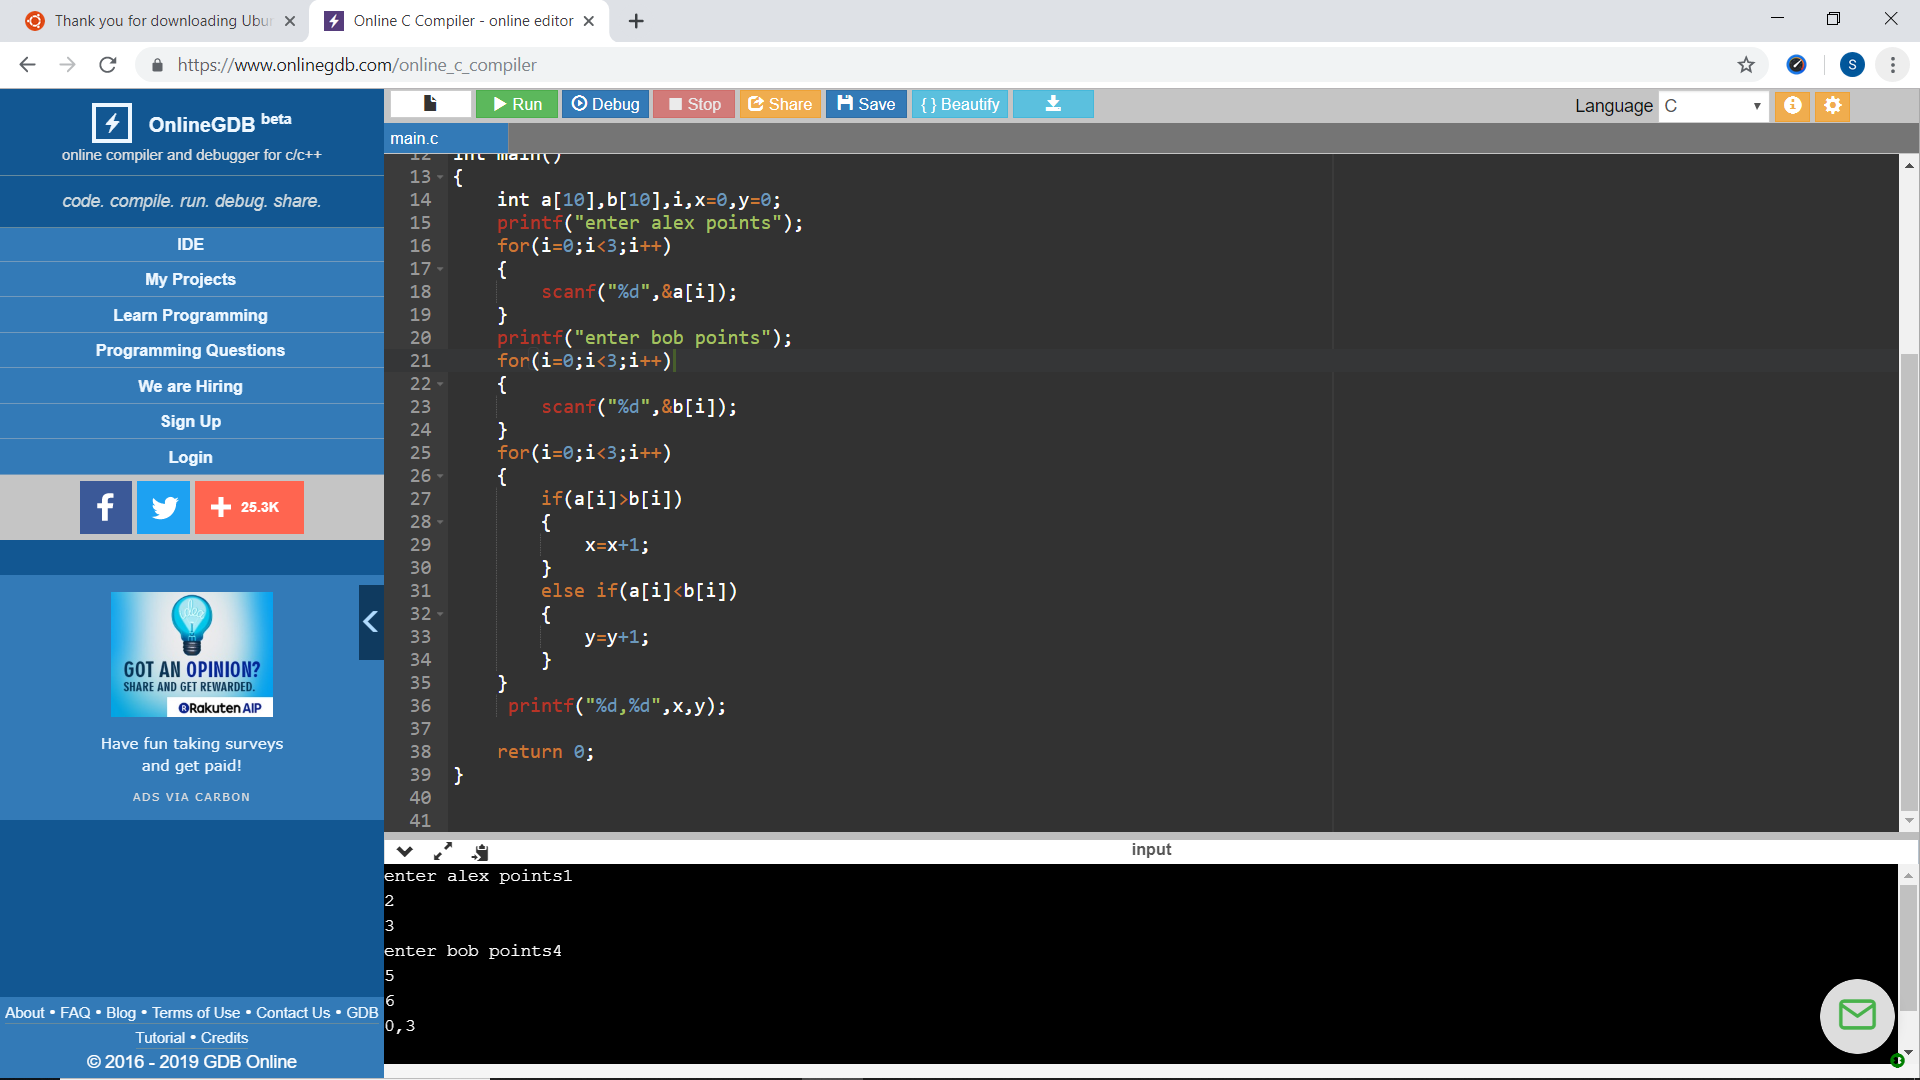 Thank you for downloading Ubu
Online C Compiler - online editor
https://www.onlinegdb.com/online_c_compiler
S
OnlineGDB beta
online compiler and debugger for c/c++
code. compile. run. debug. share.
IDE
My Projects
Learn Programming
Programming Questions
We are Hiring
Sign Up
Login
f
25.3K
GOT AN OPINION?
SHARE AND GET REWARDED.
Rakuten AIP
Have fun taking surveys
and get paid!
ADS VIA CARBON
About • FAQ • Blog • Terms of Use • Contact Us • GDB
Tutorial • Credits
© 2016 - 2019 GDB Online
Run Debug Stop Share Save { } Beautify
Language C
main.c
12 int main()
13 {
14     int a[10],b[10],i,x=0,y=0;
15     printf("enter alex points");
16     for(i=0;i<3;i++)
17     {
18         scanf("%d",&a[i]);
19     }
20     printf("enter bob points");
21     for(i=0;i<3;i++)
22     {
23         scanf("%d",&b[i]);
24     }
25     for(i=0;i<3;i++)
26     {
27         if(a[i]>b[i])
28         {
29             x=x+1;
30         }
31         else if(a[i]<b[i])
32         {
33             y=y+1;
34         }
35     }
36      printf("%d,%d",x,y);
37
38     return 0;
39 }
40
41
input
enter alex points1
2
3
enter bob points4
5
6
0,3